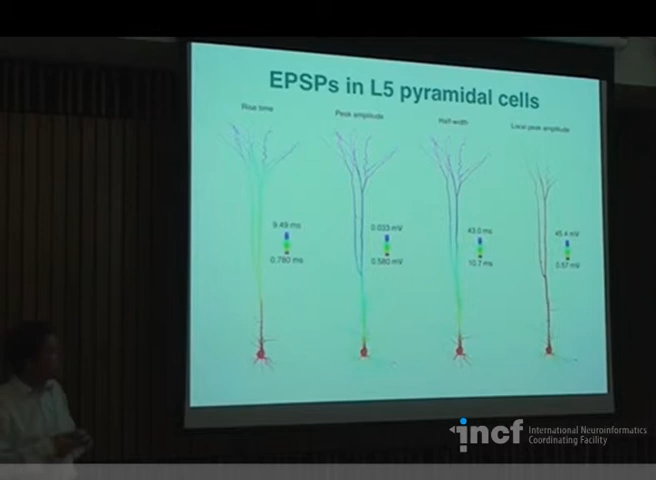 EPSPs in L5 pyramidal cells
Rise time
Peak amplitude
Half-width
Local peak amplitude
9.49 ms
0.780 ms
0.033 mV
0.580 mV
43.0 ms
10.7 ms
45.4 mV
0.57 mV
incf International Neuroinformatics
Coordinating Facility